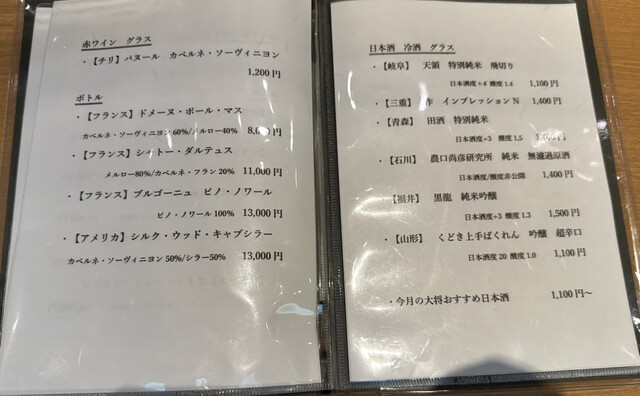 赤ワイン グラス
・【チリ】パヌール カベルネ・ソーヴィニヨン
1,200円
ボトル
・【フランス】ドメーヌ・ポール・マス
カベルネ・ソーヴィニヨン60%/メルロー40% 8,600円
・【フランス】シャトー・ダルテュス
メルロー80%/カベルネ・フラン20% 11,000円
・【フランス】ブルゴーニュ ピノ・ノワール
ピノ・ノワール100% 13,000円
・【アメリカ】シルク・ウッド・キャブシラー
カベルネ・ソーヴィニヨン50%/シラー50% 13,000円
日本酒 冷酒 グラス
・【岐阜】 天領 特別純米 飛切り
日本酒度+4 酸度1.4 1,100円
・【三重】 作 インプレッションN 1,400円
・【青森】 田酒 特別純米
日本酒度+3 酸度1.5 円
・【石川】 農口尚彦研究所 純米 無濾過原酒
日本酒度/酸度非公開 1,400円
【福井】 黒龍 純米吟醸
日本酒度+3 酸度1.3 1,500円
・【山形】 くどき上手ばくれん 吟醸 超辛口
日本酒度20 酸度1.0 1,100円
・今月の大将おすすめ日本酒 1,100円～